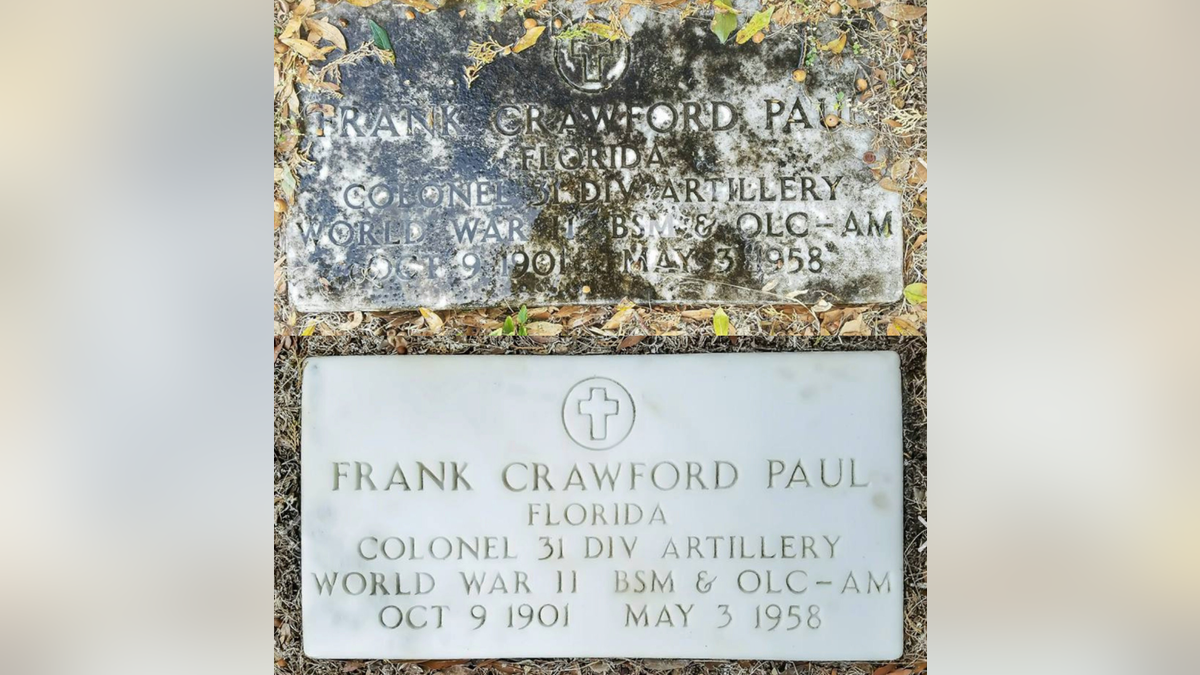 FRANK CRAWFORD PAUL
FLORIDA
COLONEL 31 DIV ARTILLERY
WORLD WAR II BSM & OLC-AM
OCT 9 1901 MAY 3 1958
FRANK CRAWFORD PAUL
FLORIDA
COLONEL 31 DIV ARTILLERY
WORLD WAR II BSM & OLC-AM
OCT 9 1901 MAY 3 1958